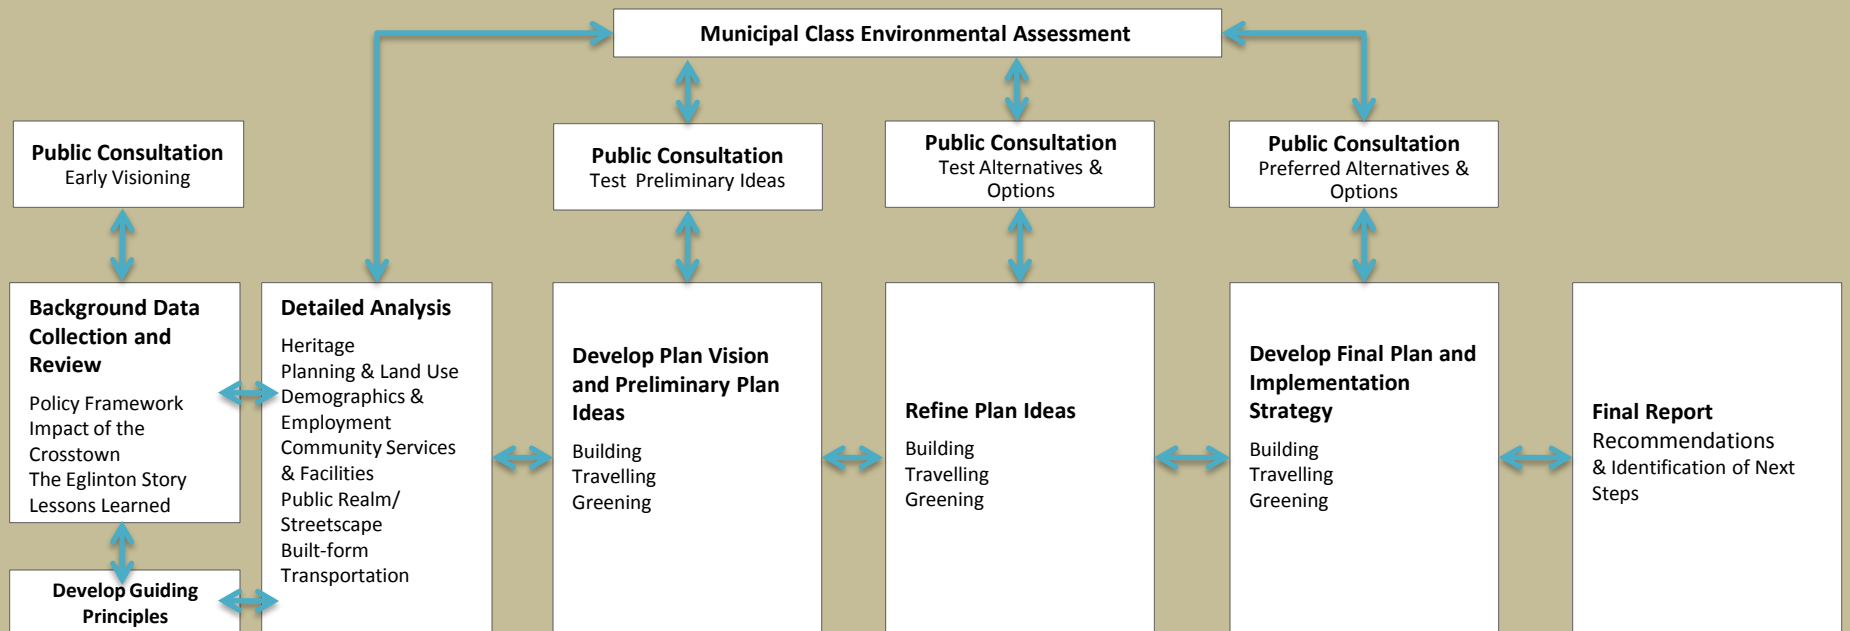 Municipal Class Environmental Assessment
Public Consultation
Early Visioning
Public Consultation
Test Preliminary Ideas
Public Consultation
Test Alternatives &
Options
Public Consultation
Preferred Alternatives &
Options
Background Data
Collection and
Review
Policy Framework
Impact of the
Crosstown
The Eglinton Story
Lessons Learned
Develop Guiding
Principles
Detailed Analysis
Heritage
Planning & Land Use
Demographics &
Employment
Community Services
& Facilities
Public Realm/
Streetscape
Built-form
Transportation
Develop Plan Vision
and Preliminary Plan
Ideas
Building
Travelling
Greening
Refine Plan Ideas
Building
Travelling
Greening
Develop Final Plan and
Implementation
Strategy
Building
Travelling
Greening
Final Report
Recommendations
& Identification of Next
Steps